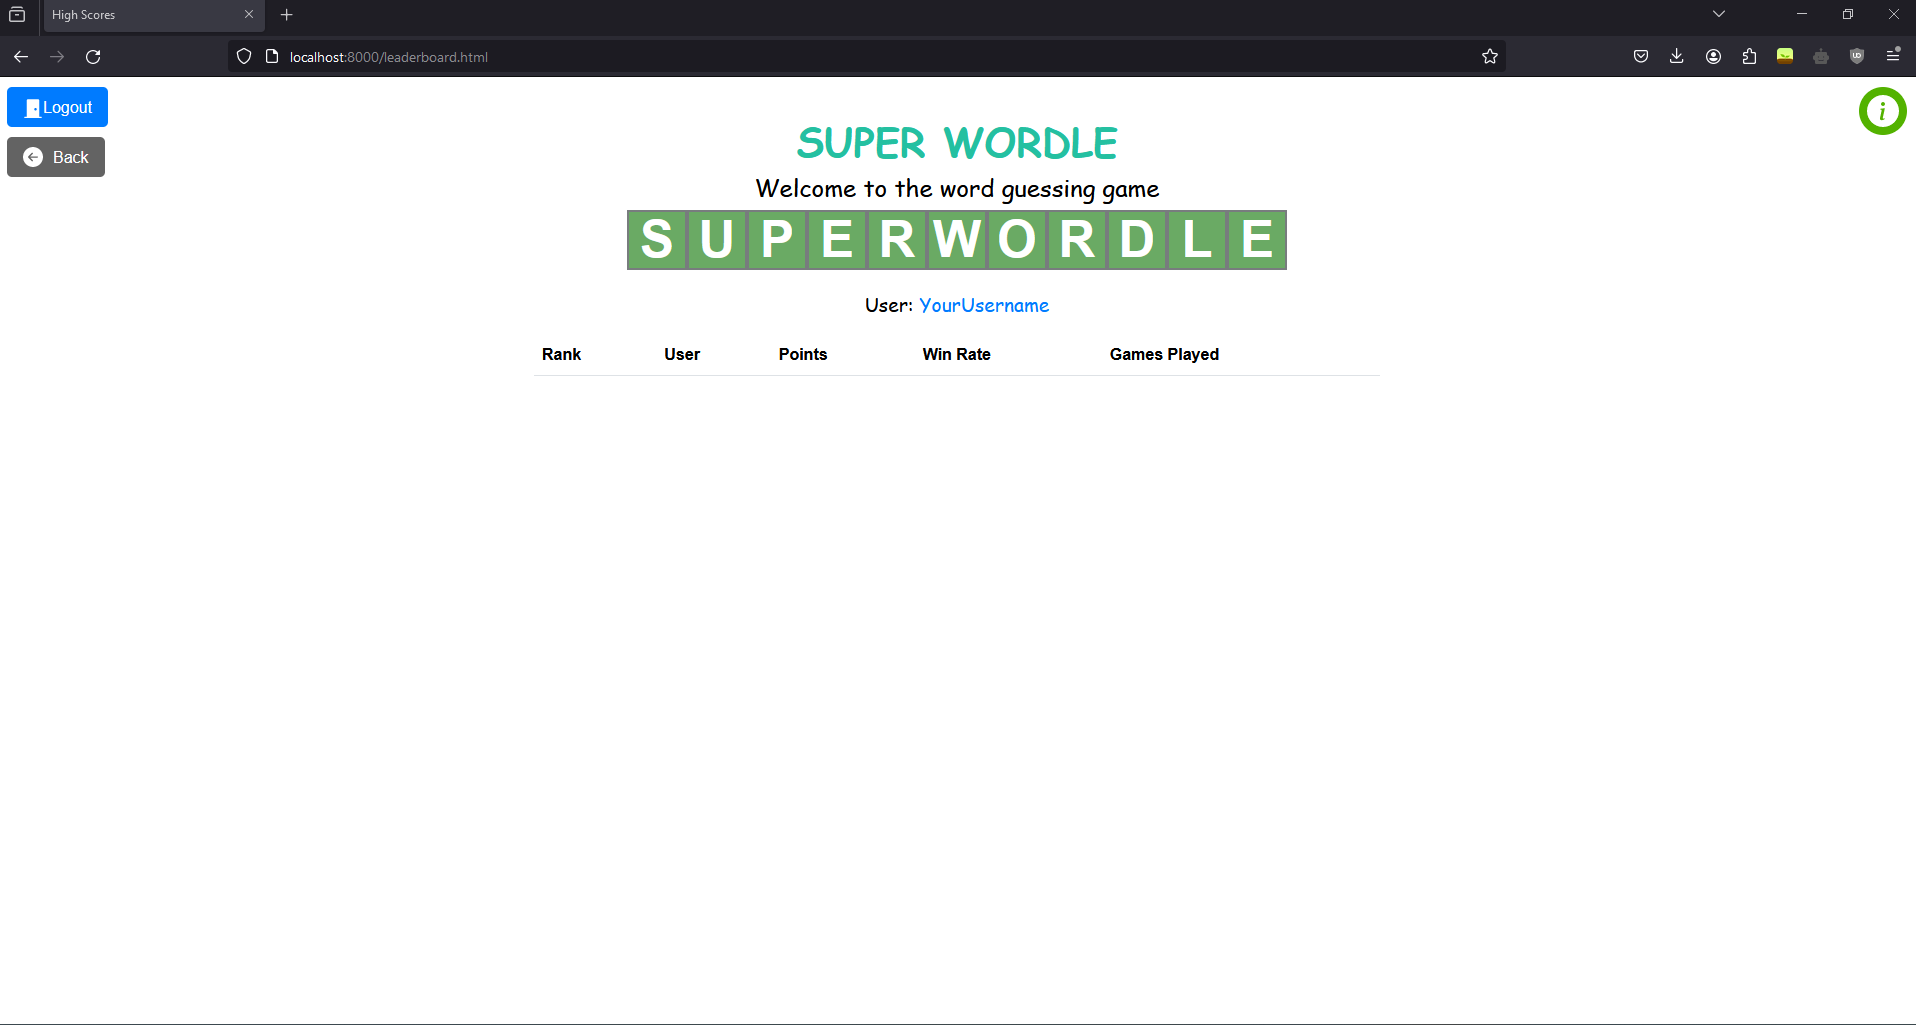 High Scores
localhost:8000/leaderboard.html
Logout
Back
i
SUPER WORDLE
Welcome to the word guessing game
SUPERWORDLE
User: YourUsername
Rank User Points Win Rate Games Played